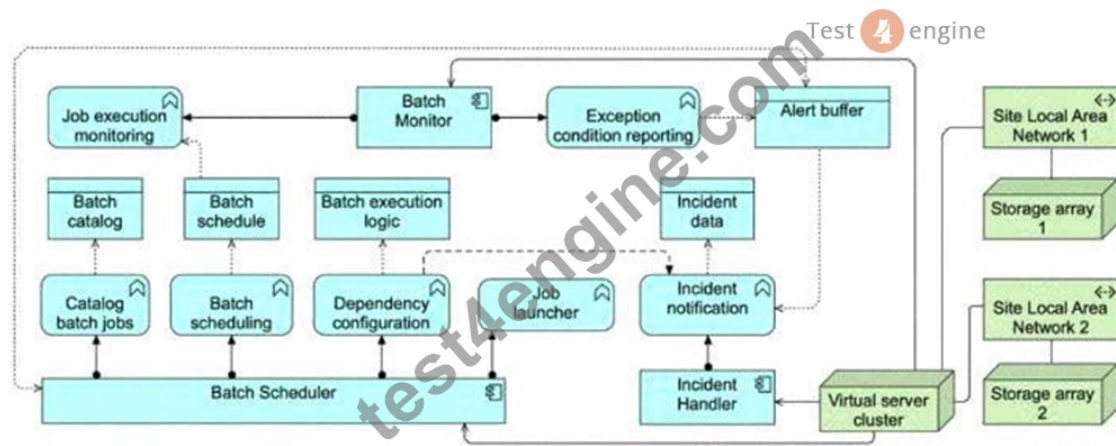 Test 4 engine
Job execution
monitoring
Batch
Monitor
Exception
condition reporting
Alert buffer
Site Local Area
Network 1
Batch
catalog
Batch
schedule
Batch execution
logic
Incident
data
Storage array
1
Catalog
batch jobs
Batch
scheduling
Dependency
configuration
Job
launcher
Incident
notification
Site Local Area
Network 2
Batch Scheduler
Incident
Handler
Virtual server
cluster
Storage array
2
test4engine.com